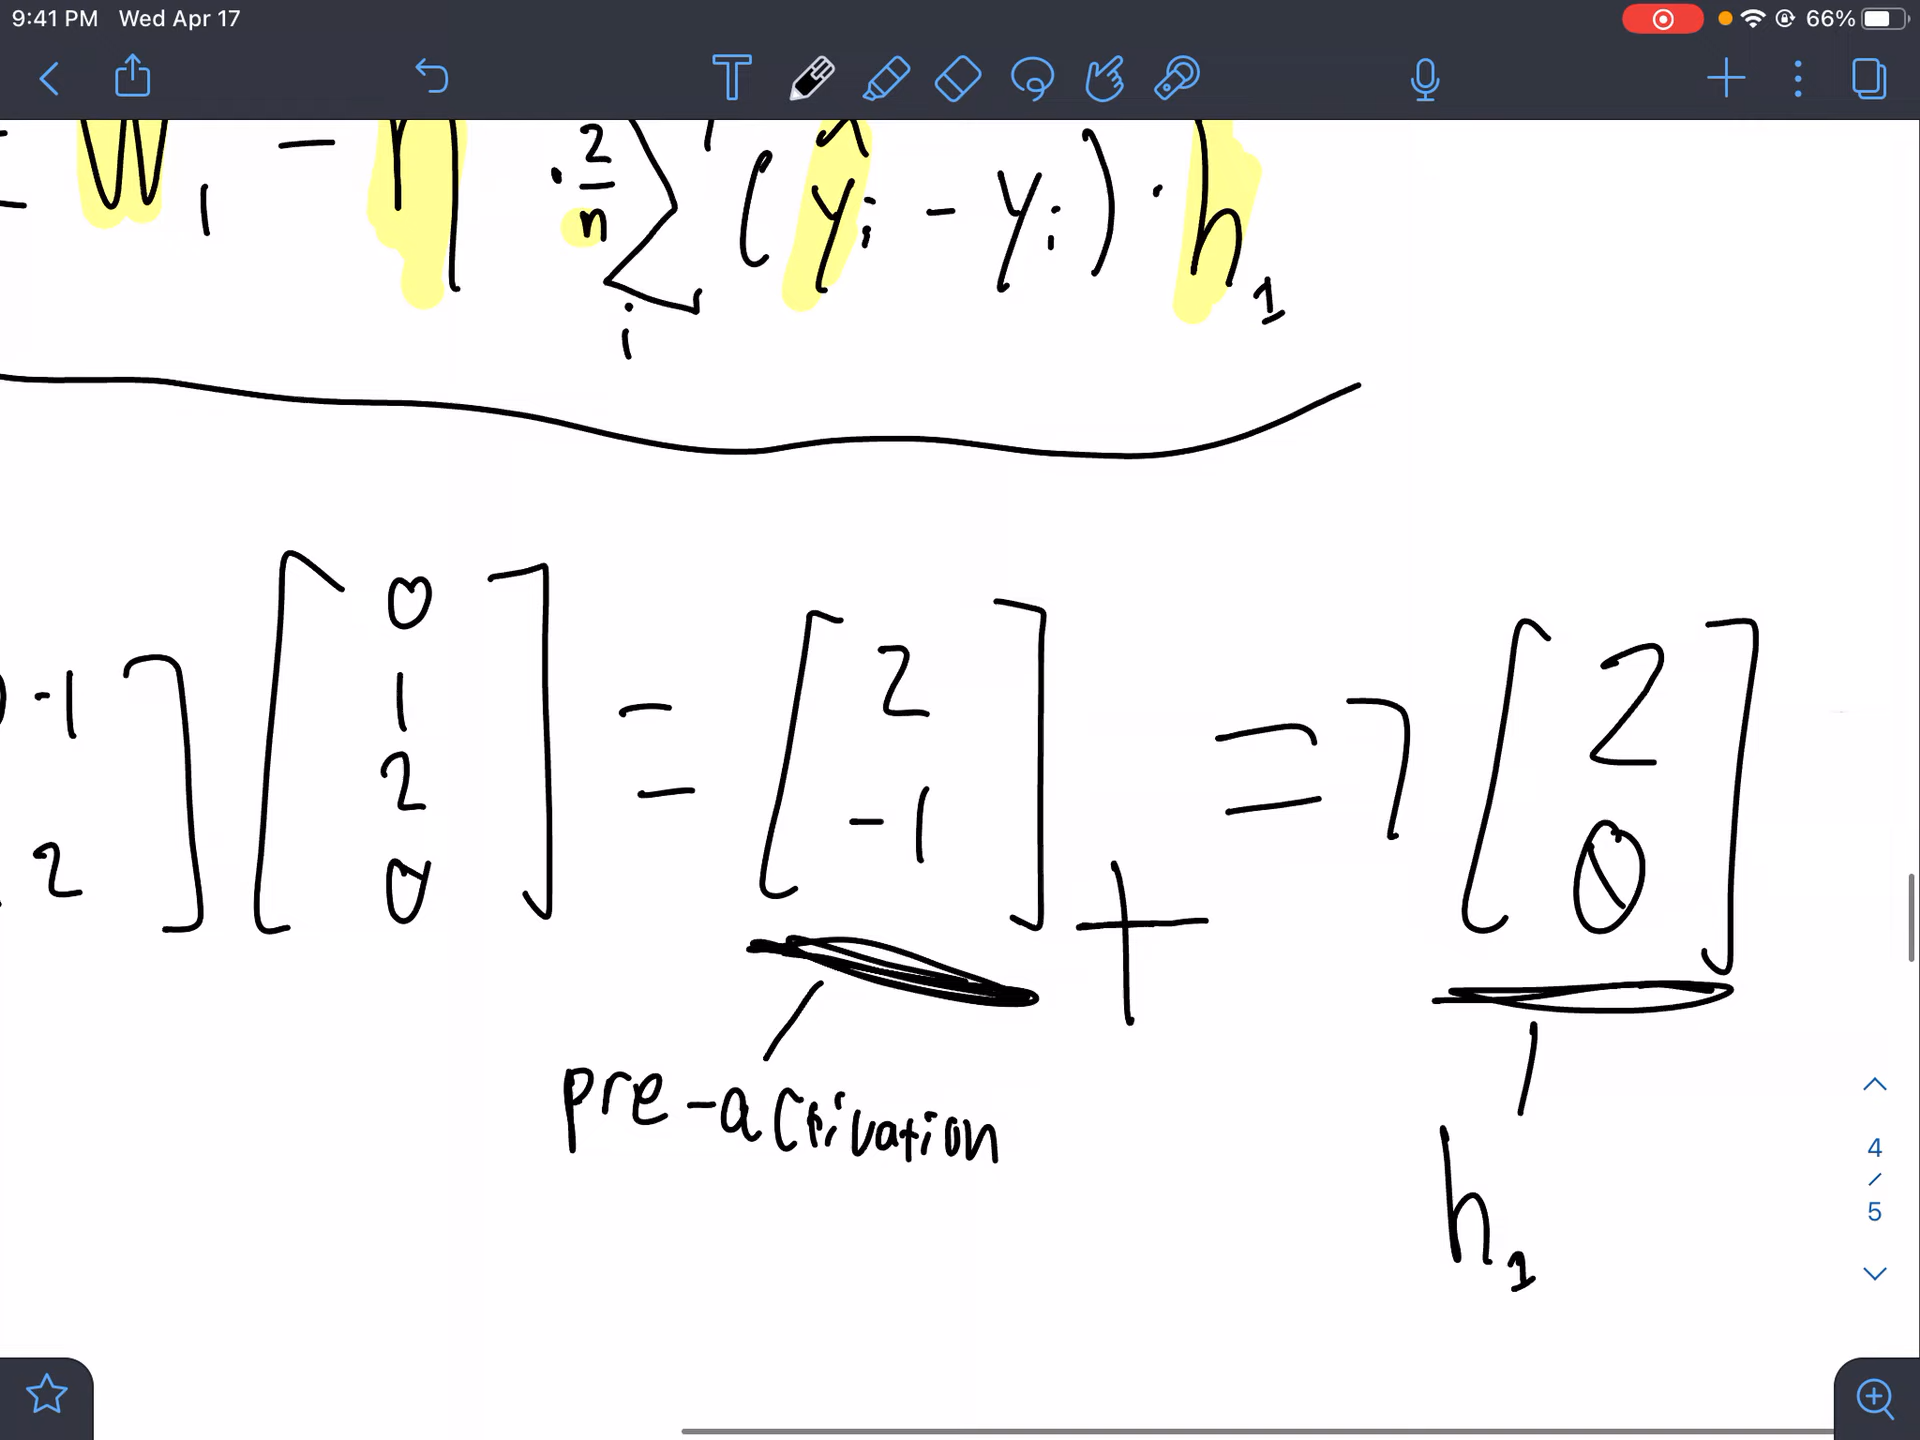 9:41 PM Wed Apr 17
66%
= W1 - η · 2/n Σ i (ŷi - yi) · h1
-1
2
[0 1 2 0] = [2 -1] + => [2 0]
pre-activation
h1
4
/
5